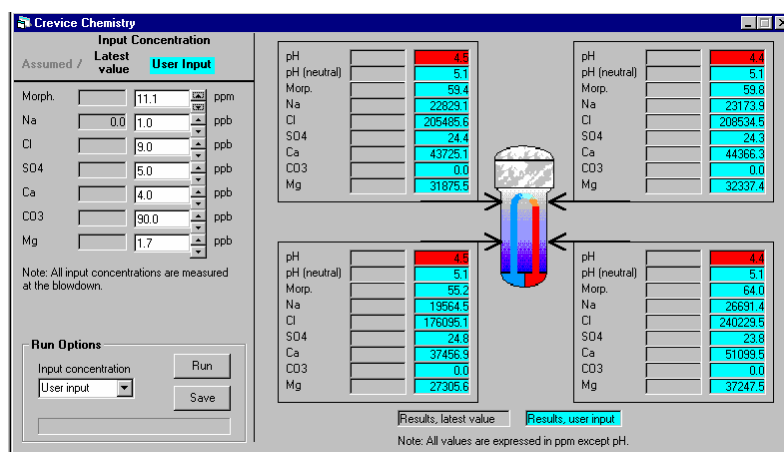 Crevice Chemistry
Input Concentration
Assumed / Latest value User Input
Morph. 11.1 ppm
Na 0.0 1.0 ppb
Cl 9.0 ppb
SO4 5.0 ppb
Ca 4.0 ppb
CO3 90.0 ppb
Mg 1.7 ppb
Note: All input concentrations are measured
at the blowdown.
Run Options
Input concentration
User input
Run
Save
pH 4.5
pH (neutral) 5.1
Morp. 59.4
Na 22829.1
Cl 205485.6
SO4 24.4
Ca 43725.1
CO3 0.0
Mg 31875.5
pH 4.4
pH (neutral) 5.1
Morp. 59.8
Na 23173.9
Cl 208534.5
SO4 24.3
Ca 44366.3
CO3 0.0
Mg 32337.4
pH 4.5
pH (neutral) 5.1
Morp. 55.2
Na 19564.5
Cl 176095.1
SO4 24.8
Ca 37456.9
CO3 0.0
Mg 27305.6
pH 4.4
pH (neutral) 5.1
Morp. 64.0
Na 26691.4
Cl 240229.5
SO4 23.8
Ca 51099.5
CO3 0.0
Mg 37247.5
Results, latest value Results, user input
Note: All values are expressed in ppm except pH.